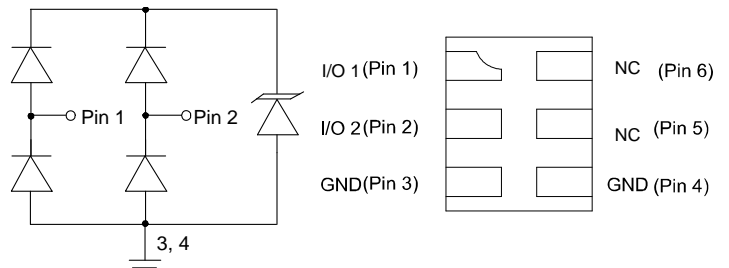 Pin 1
Pin 2
3, 4
I/O 1(Pin 1)
I/O 2(Pin 2)
GND(Pin 3)
NC (Pin 6)
NC (Pin 5)
GND (Pin 4)